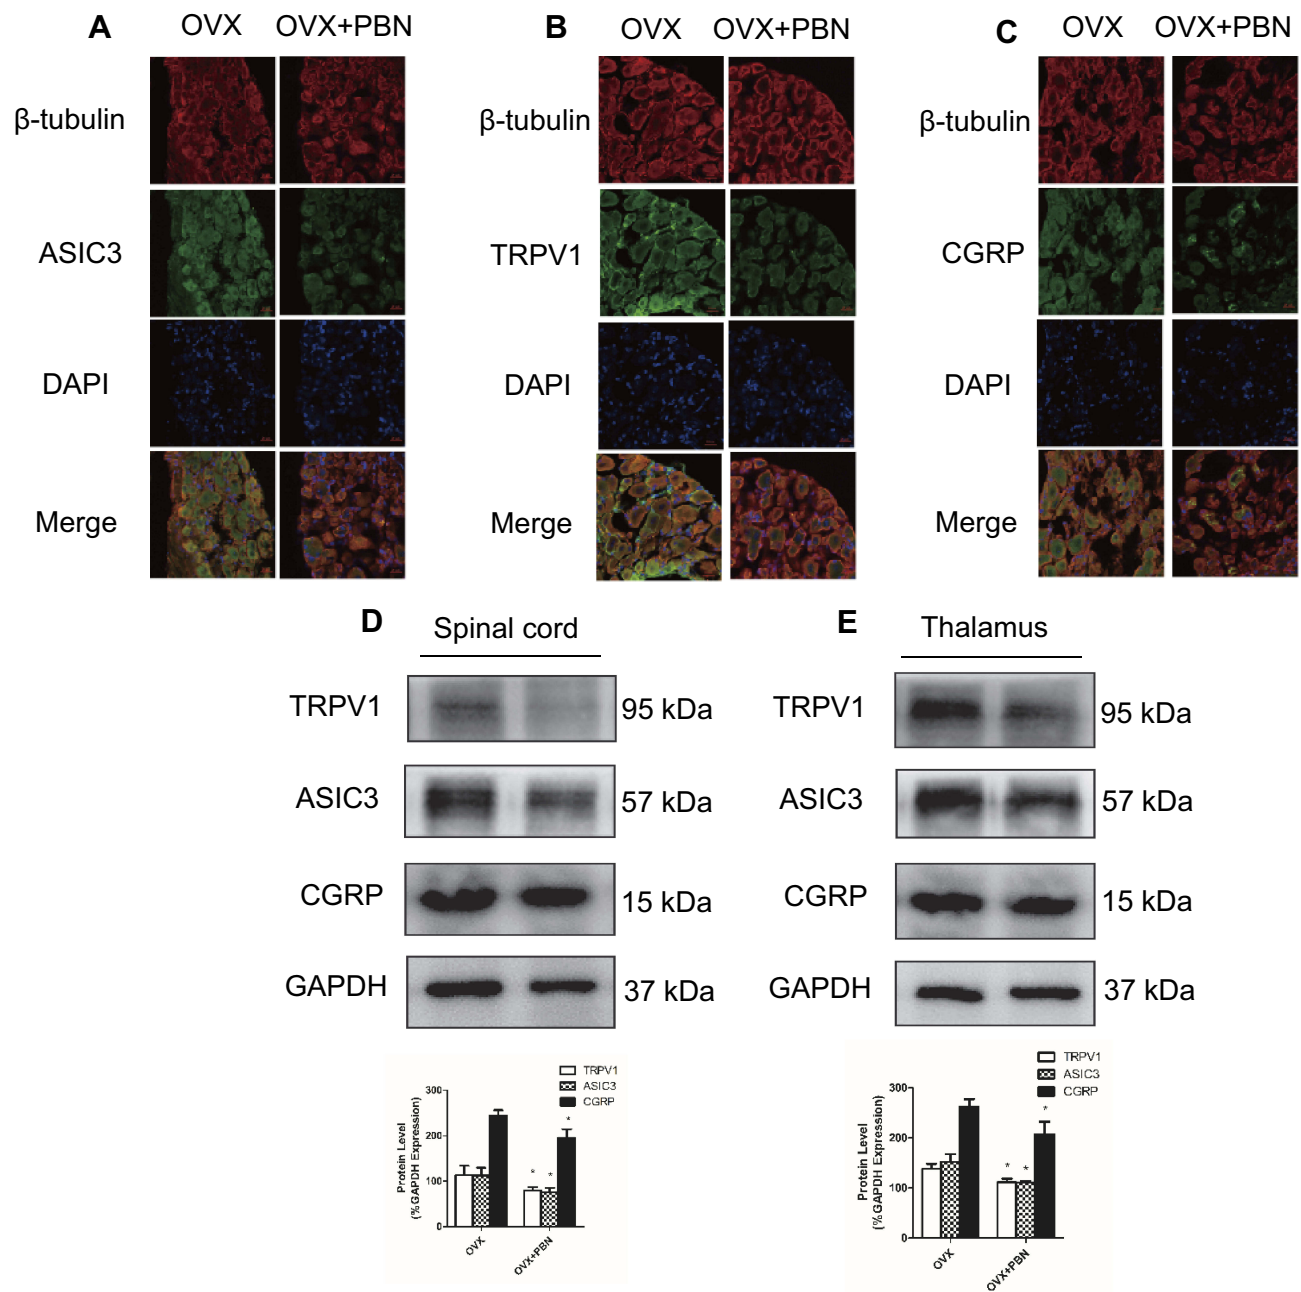 A OVX OVX+PBN
β-tubulin
ASIC3
DAPI
Merge
B OVX OVX+PBN
β-tubulin
TRPV1
DAPI
Merge
C OVX OVX+PBN
β-tubulin
CGRP
DAPI
Merge
D Spinal cord
TRPV1 95 kDa
ASIC3 57 kDa
CGRP 15 kDa
GAPDH 37 kDa
TRPV1
ASIC3
CGRP
Protein Level
(%GAPDH Expression)
300
200
100
0
* * *
OVX
OVX+PBN
E Thalamus
TRPV1 95 kDa
ASIC3 57 kDa
CGRP 15 kDa
GAPDH 37 kDa
TRPV1
ASIC3
CGRP
Protein Level
(%GAPDH Expression)
300
200
100
0
* * *
OVX
OVX+PBN